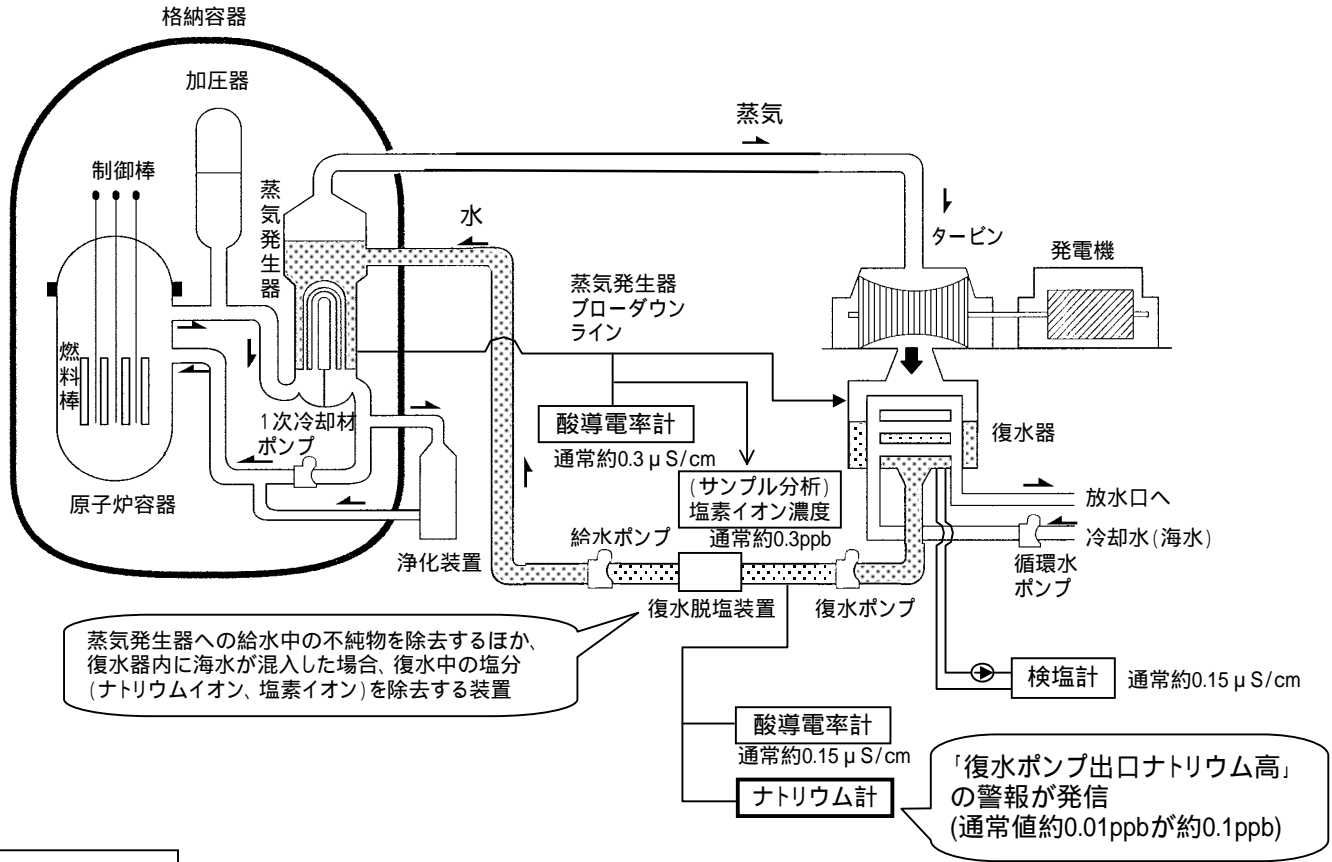 格納容器
加圧器
制御棒
蒸気発生器
燃料棒
1次冷却材
ポンプ
原子炉容器
浄化装置
蒸気
水
タービン
発電機
蒸気発生器
ブローダウン
ライン
酸導電率計
通常約0.3μS/cm
(サンプル分析)
塩素イオン濃度
通常約0.3ppb
復水器
放水口へ
冷却水(海水)
循環水
ポンプ
給水ポンプ
復水脱塩装置
復水ポンプ
蒸気発生器への給水中の不純物を除去するほか、
復水器内に海水が混入した場合、復水中の塩分
(ナトリウムイオン、塩素イオン)を除去する装置
検塩計
通常約0.15μS/cm
酸導電率計
通常約0.15μS/cm
ナトリウム計
「復水ポンプ出口ナトリウム高」
の警報が発信
(通常値約0.01ppbが約0.1ppb)